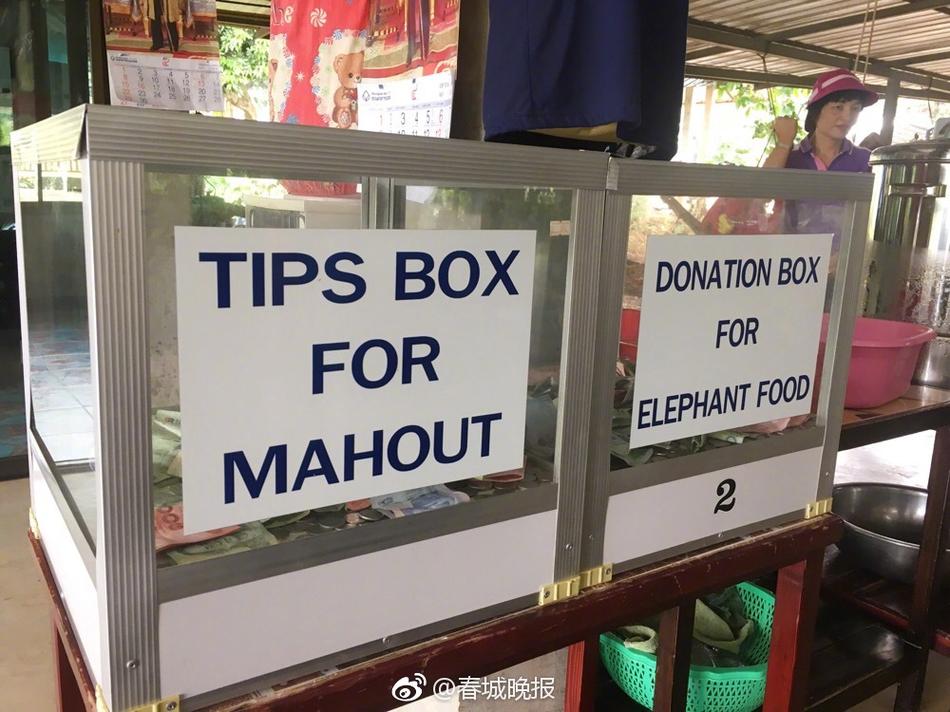 TIPS BOX
FOR
MAHOUT
DONATION BOX
FOR
ELEPHANT FOOD
2
@春城晚报